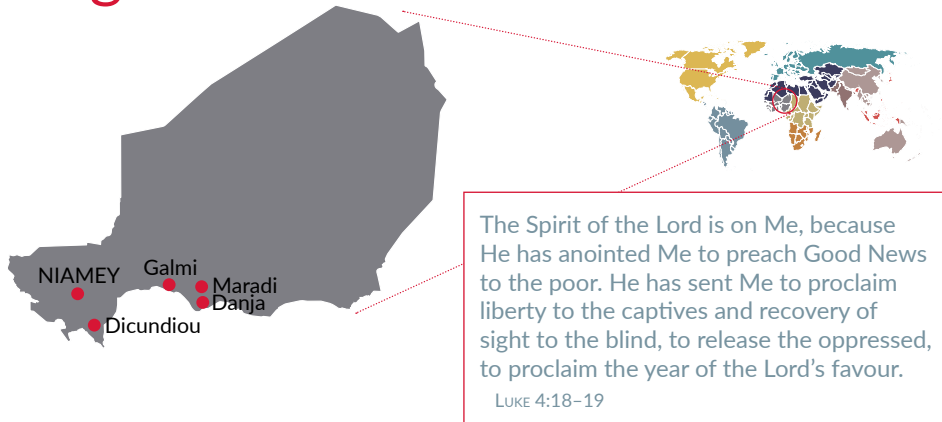 NIAMEY
Galmi
Maradi
Danja
Dicundiou
The Spirit of the Lord is on Me, because
He has anointed Me to preach Good News
to the poor. He has sent Me to proclaim
liberty to the captives and recovery of
sight to the blind, to release the oppressed,
to proclaim the year of the Lord’s favour.
Luke 4:18–19